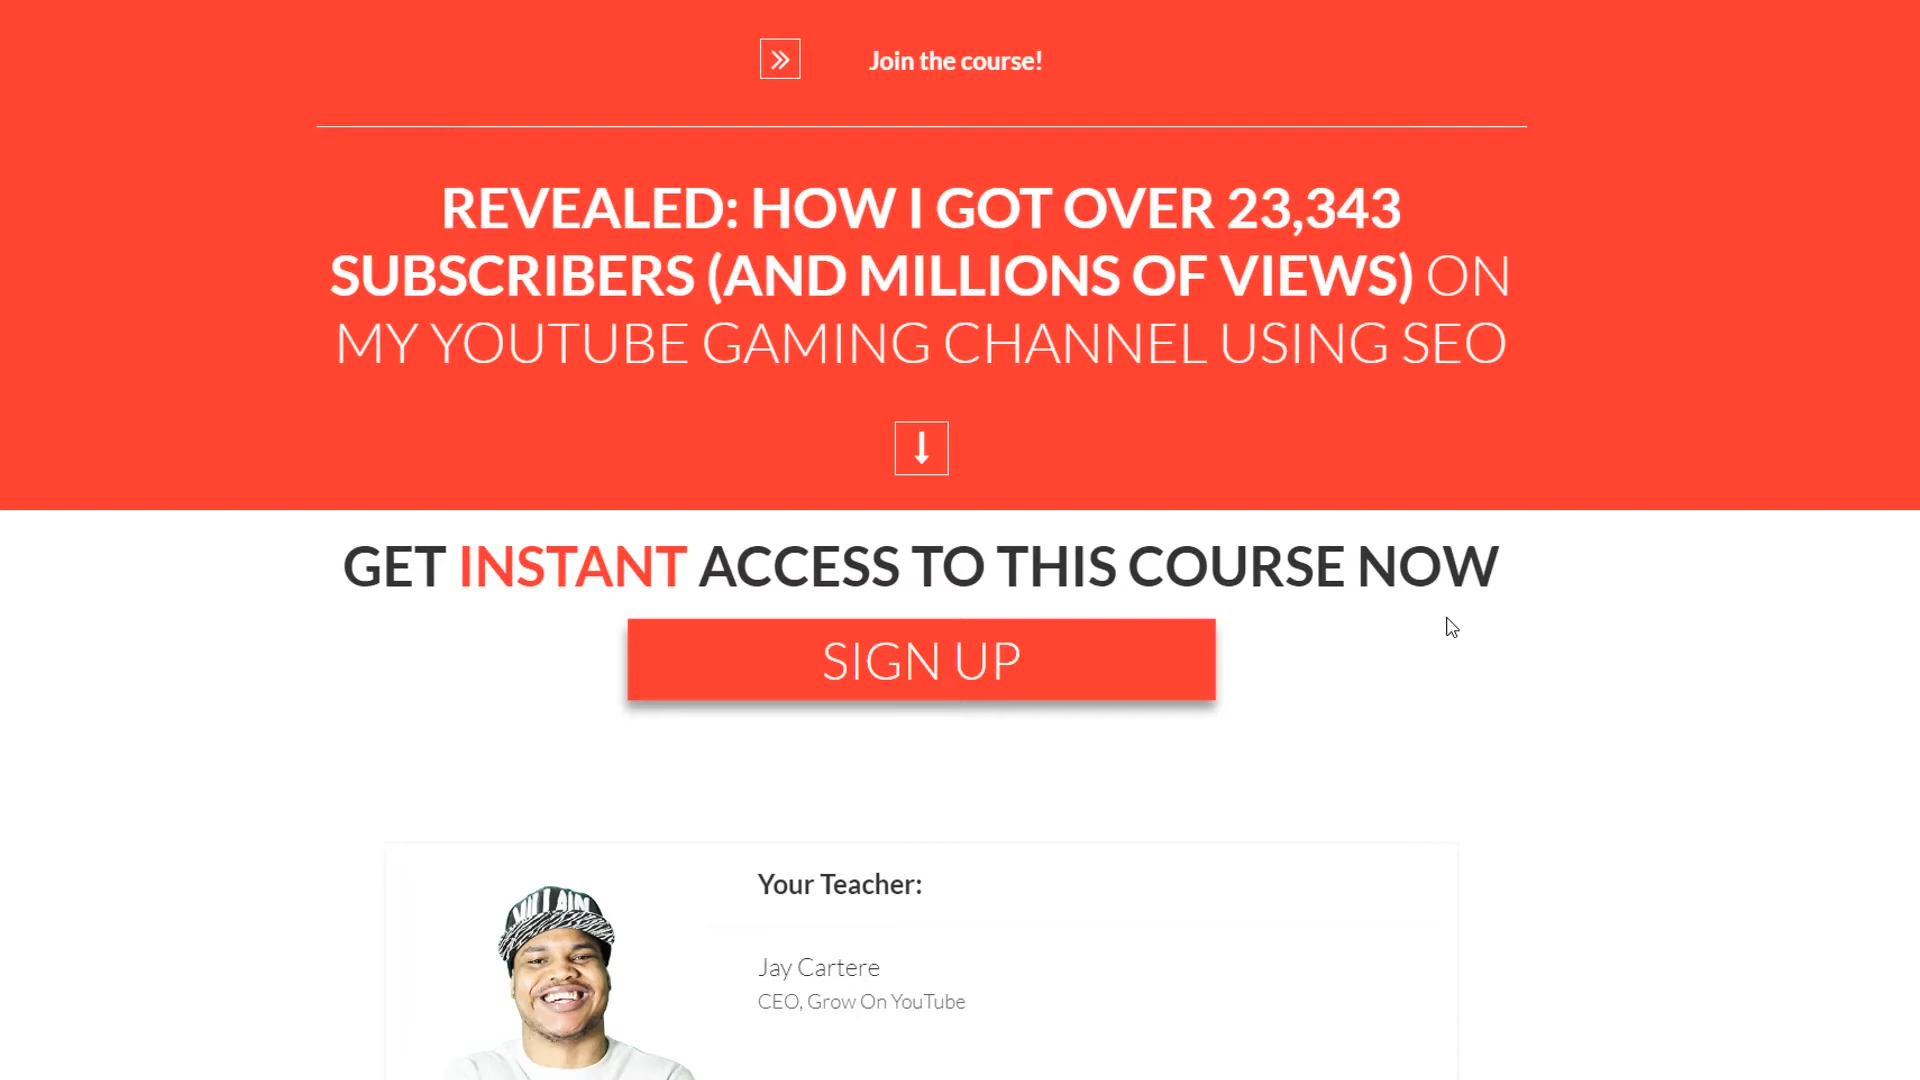 Join the course!
REVEALED: HOW I GOT OVER 23,343
SUBSCRIBERS (AND MILLIONS OF VIEWS) ON
MY YOUTUBE GAMING CHANNEL USING SEO
GET INSTANT ACCESS TO THIS COURSE NOW
SIGN UP
Your Teacher:
VILLAIN
Jay Cartere
CEO, Grow On YouTube